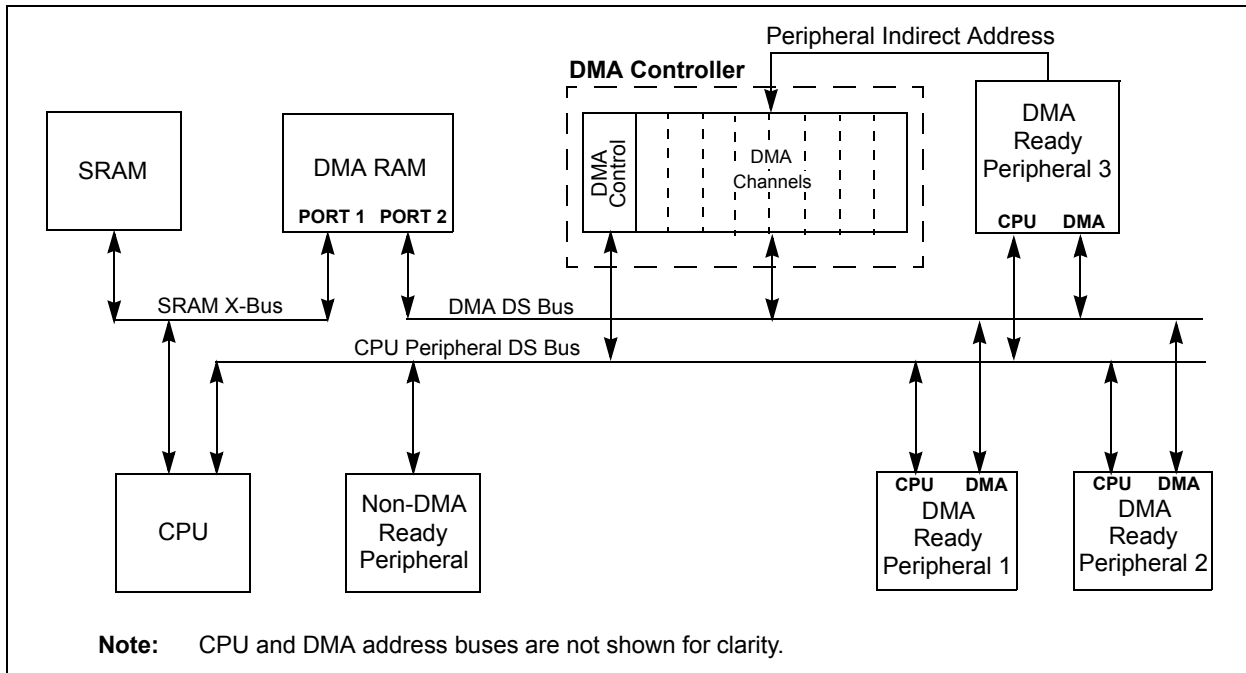 Peripheral Indirect Address
DMA Controller
SRAM
DMA RAM
PORT 1 PORT 2
DMA
Control
DMA
Channels
DMA
Ready
Peripheral 3
CPU DMA
SRAM X-Bus
DMA DS Bus
CPU Peripheral DS Bus
CPU
Non-DMA
Ready
Peripheral
CPU DMA
DMA
Ready
Peripheral 1
CPU DMA
DMA
Ready
Peripheral 2
Note: CPU and DMA address buses are not shown for clarity.